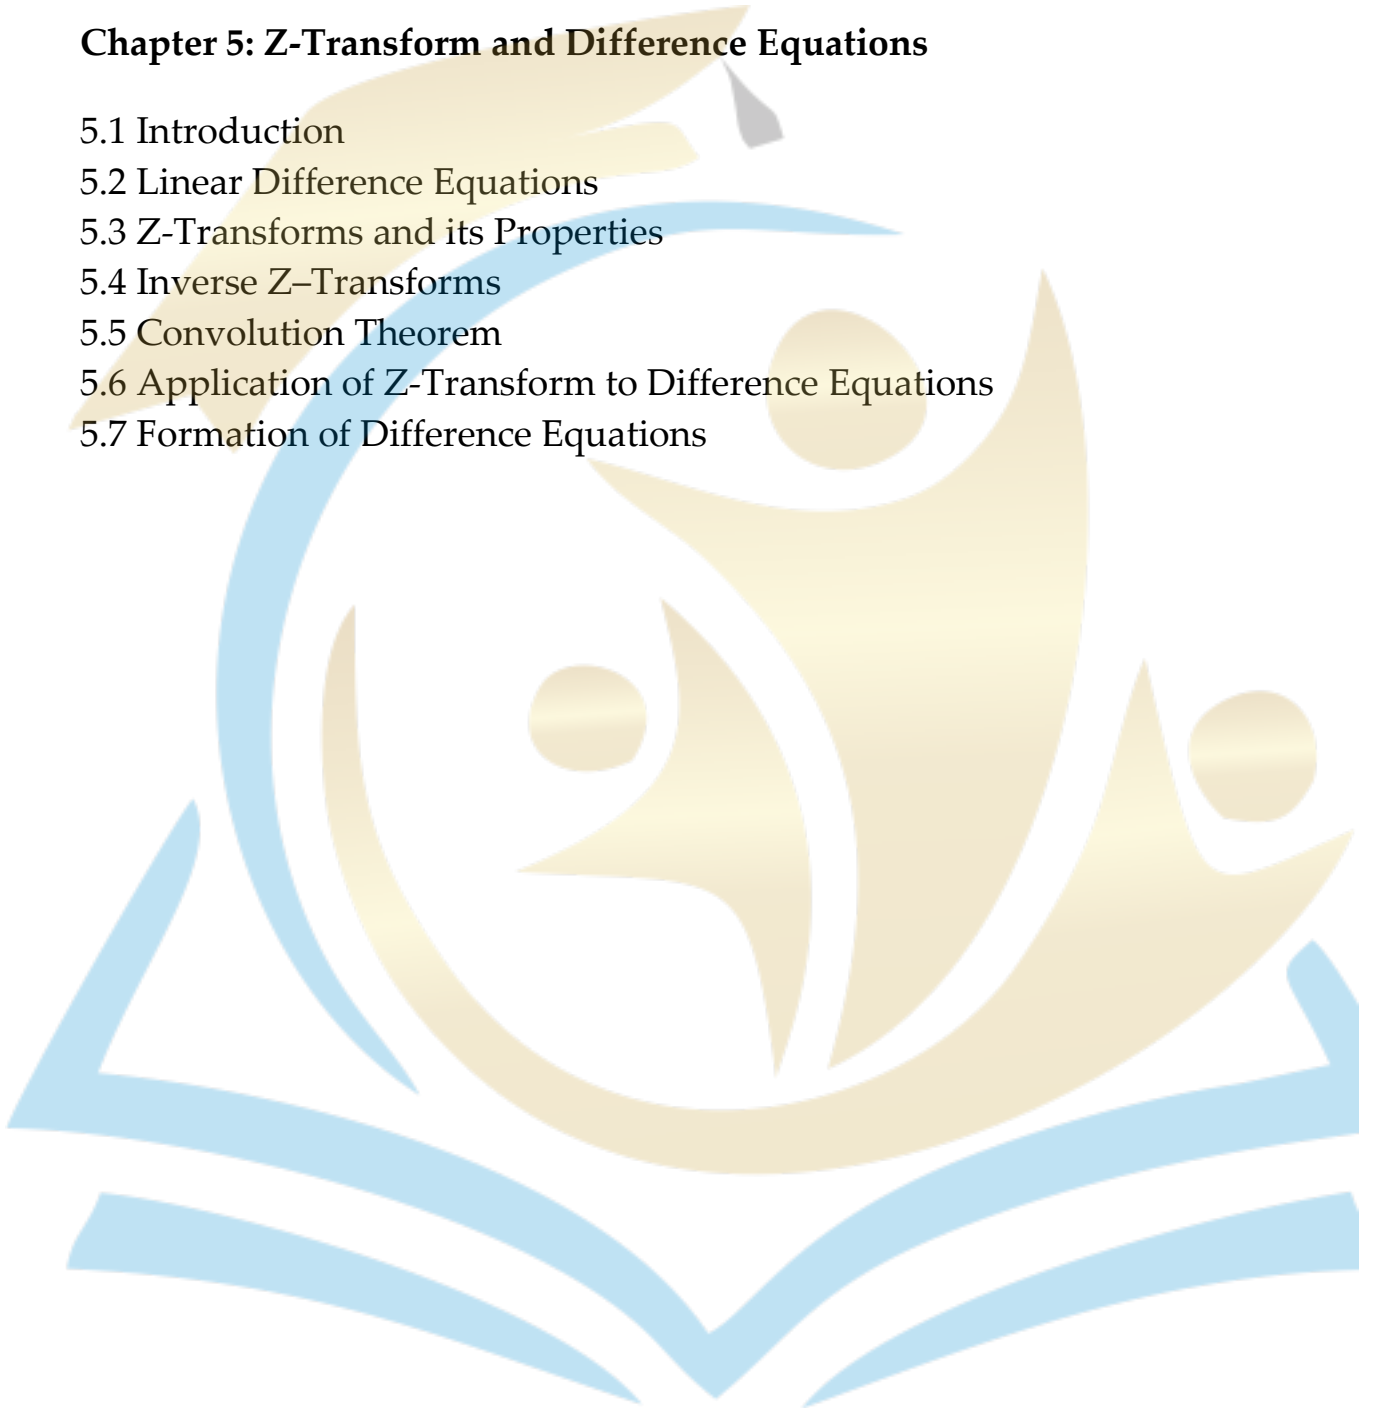 Chapter 5: Z-Transform and Difference Equations
5.1 Introduction
5.2 Linear Difference Equations
5.3 Z-Transforms and its Properties
5.4 Inverse Z–Transforms
5.5 Convolution Theorem
5.6 Application of Z-Transform to Difference Equations
5.7 Formation of Difference Equations